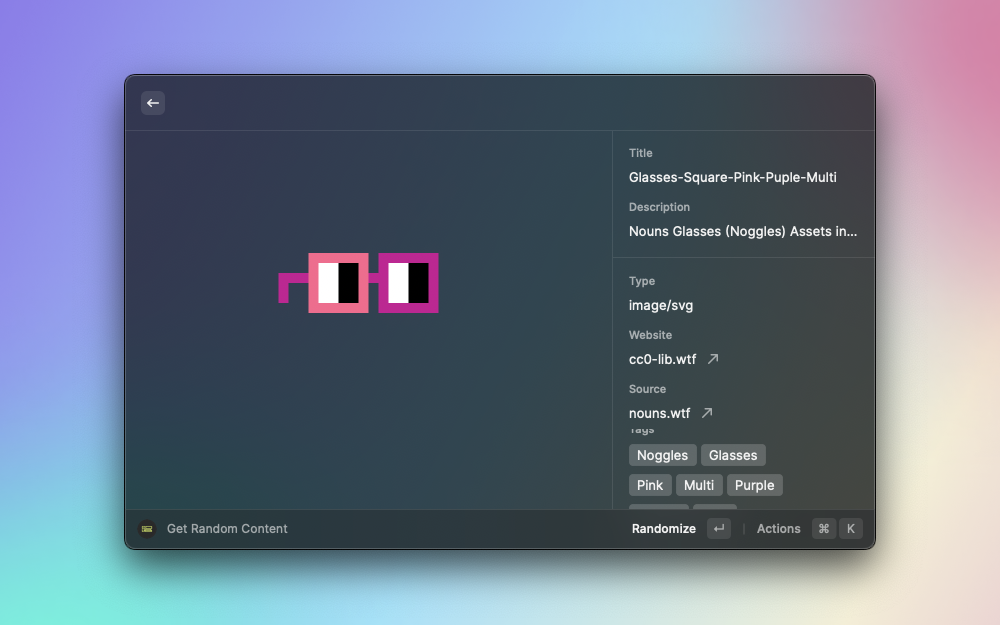 Title
Glasses-Square-Pink-Puple-Multi
Description
Nouns Glasses (Noggles) Assets in...
Type
image/svg
Website
cc0-lib.wtf
Source
nouns.wtf
Tags
Noggles Glasses
Pink Multi Purple
Get Random Content Randomize Actions ⌘ K